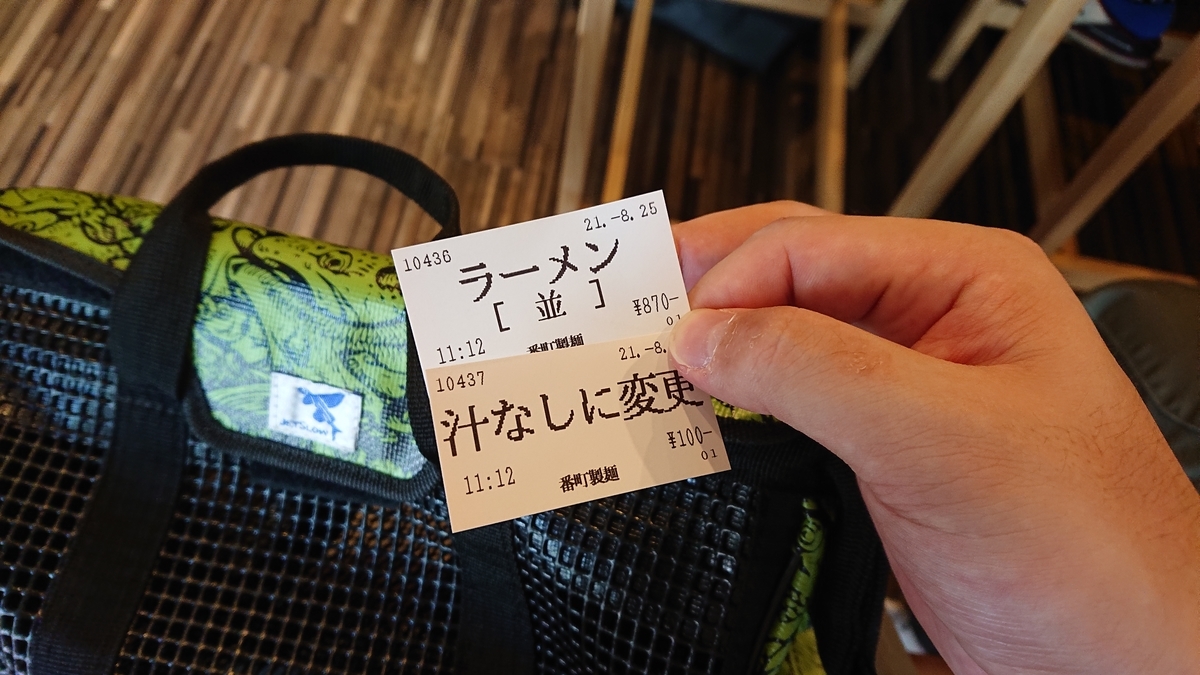 21.-8.25
10436
ラーメン
[ 並 ]
¥870-
01
11:12 番町製麺
21.-8.
10437
汁なしに変更
¥100-
01
11:12 番町製麺